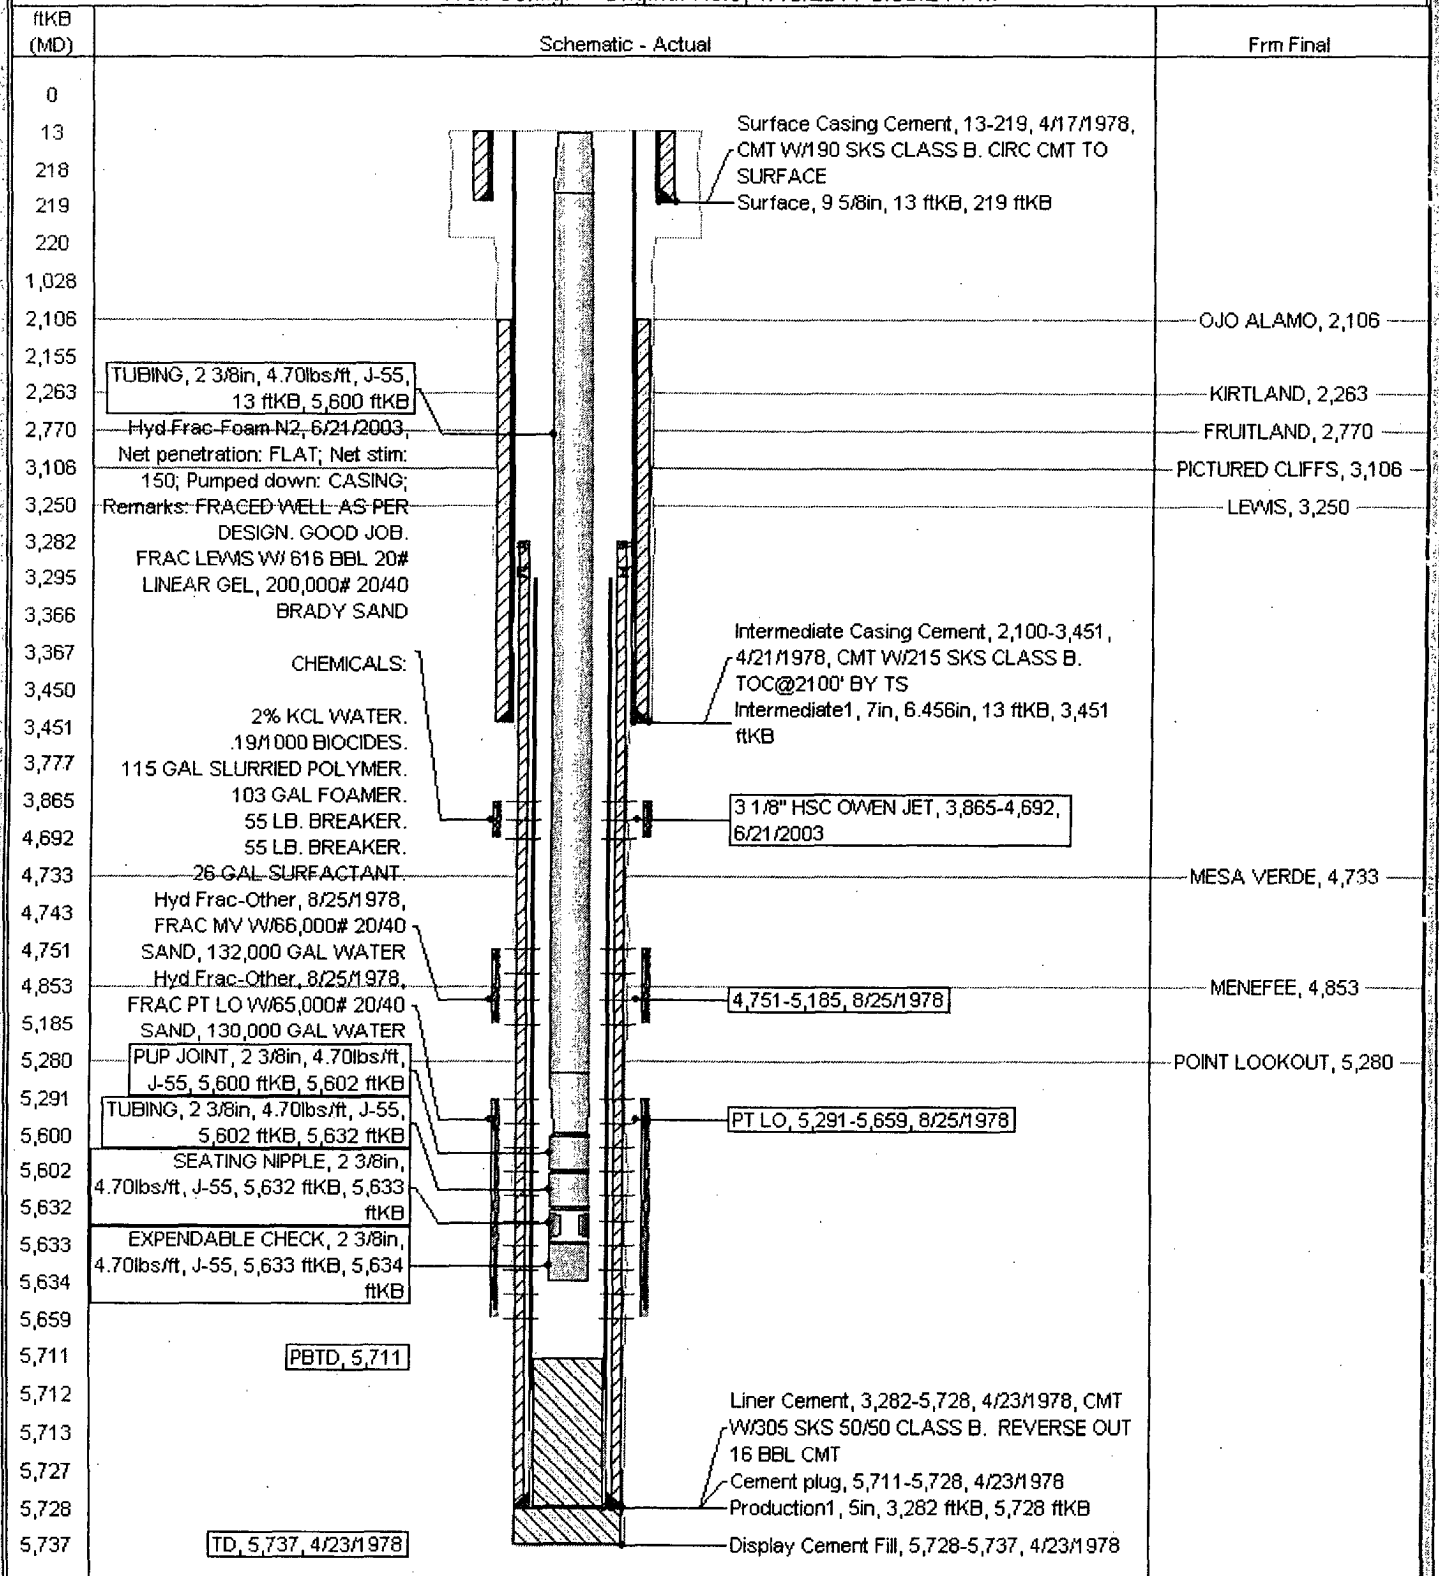 ftKB
(MD)
Schematic - Actual
Frm Final
0
13
218
219
220
1,028
2,106
2,155
2,263
2,770
3,106
3,250
3,282
3,295
3,366
3,367
3,450
3,451
3,777
3,865
4,692
4,733
4,743
4,751
4,853
5,185
5,280
5,291
5,600
5,602
5,632
5,633
5,634
5,659
5,711
5,712
5,713
5,727
5,728
5,737
TUBING, 2 3/8in, 4.70lbs/ft, J-55,
13 ftKB, 5,600 ftKB
Hyd Frac-Foam N2, 6/21/2003,
Net penetration: FLAT; Net stim:
150; Pumped down: CASING;
Remarks: FRACED WELL AS PER
DESIGN. GOOD JOB.
FRAC LEWIS W/ 616 BBL 20#
LINEAR GEL, 200,000# 20/40
BRADY SAND
CHEMICALS:
2% KCL WATER.
.19/1000 BIOCIDES.
115 GAL SLURRIED POLYMER.
103 GAL FOAMER.
55 LB. BREAKER.
55 LB. BREAKER.
26 GAL SURFACTANT.
Hyd Frac-Other, 8/25/1978,
FRAC MV W/66,000# 20/40
SAND, 132,000 GAL WATER
Hyd Frac-Other, 8/25/1978,
FRAC PT LO W/65,000# 20/40
SAND, 130,000 GAL WATER
PUP JOINT, 2 3/8in, 4.70lbs/ft,
J-55, 5,600 ftKB, 5,602 ftKB
TUBING, 2 3/8in, 4.70lbs/ft, J-55,
5,602 ftKB, 5,632 ftKB
SEATING NIPPLE, 2 3/8in,
4.70lbs/ft, J-55, 5,632 ftKB, 5,633
ftKB
EXPENDABLE CHECK, 2 3/8in,
4.70lbs/ft, J-55, 5,633 ftKB, 5,634
ftKB
PBTD, 5,711
TD, 5,737, 4/23/1978
Surface Casing Cement, 13-219, 4/17/1978,
CMT W/190 SKS CLASS B. CIRC CMT TO
SURFACE
Surface, 9 5/8in, 13 ftKB, 219 ftKB
Intermediate Casing Cement, 2,100-3,451,
4/21/1978, CMT W/215 SKS CLASS B.
TOC@2100' BY TS
Intermediate1, 7in, 6.456in, 13 ftKB, 3,451
ftKB
3 1/8" HSC OWEN JET, 3,865-4,692,
6/21/2003
4,751-5,185, 8/25/1978
PT LO, 5,291-5,659, 8/25/1978
Liner Cement, 3,282-5,728, 4/23/1978, CMT
W/305 SKS 50/50 CLASS B. REVERSE OUT
16 BBL CMT
Cement plug, 5,711-5,728, 4/23/1978
Production1, 5in, 3,282 ftKB, 5,728 ftKB
Display Cement Fill, 5,728-5,737, 4/23/1978
OJO ALAMO, 2,106
KIRTLAND, 2,263
FRUITLAND, 2,770
PICTURED CLIFFS, 3,106
LEWIS, 3,250
MESA VERDE, 4,733
MENEFEE, 4,853
POINT LOOKOUT, 5,280